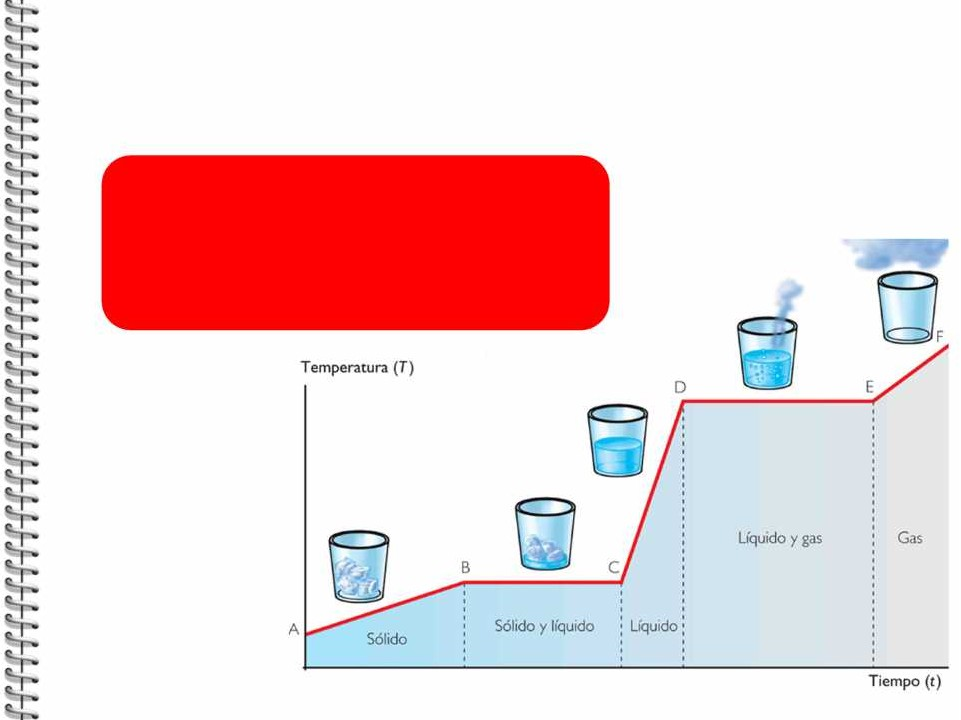 Temperatura (T)
F
D
E
Líquido y gas
Gas
B
C
A
Sólido
Sólido y líquido
Líquido
Tiempo (t)